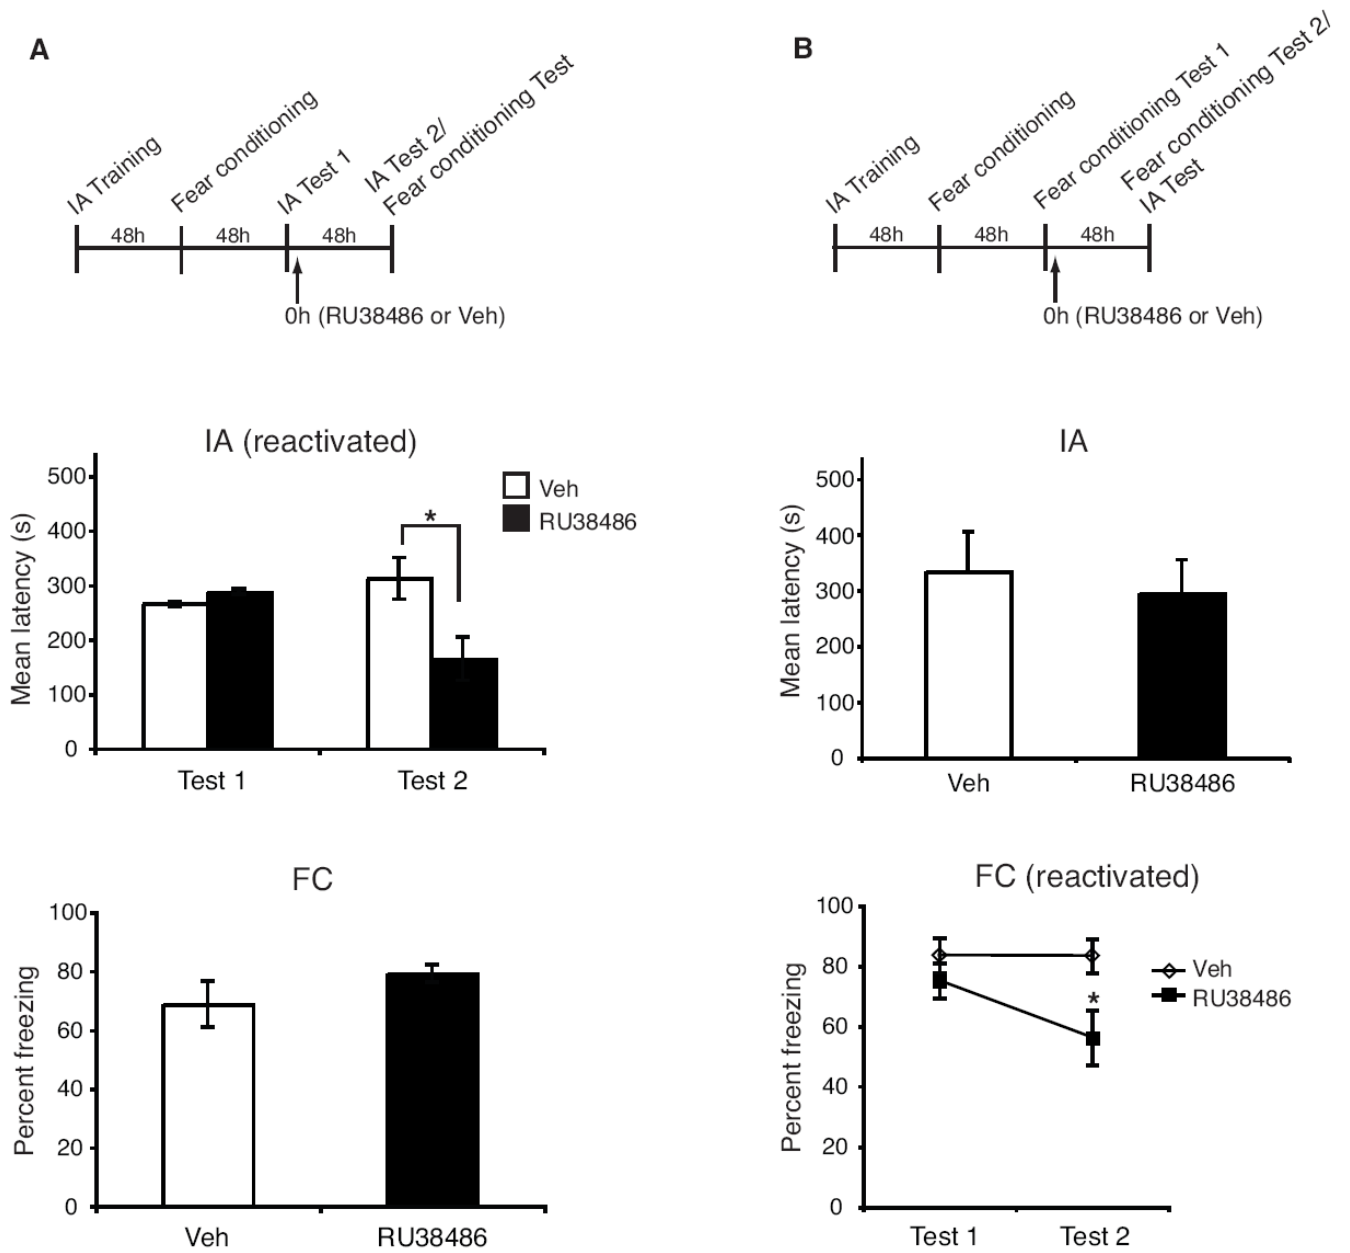 A
IA Training
Fear conditioning
IA Test 1
IA Test 2/
Fear conditioning Test
48h
48h
48h
0h (RU38486 or Veh)
IA (reactivated)
Mean latency (s)
500
400
300
200
100
0
*
Veh
RU38486
Test 1
Test 2
FC
Percent freezing
100
80
60
40
20
0
Veh
RU38486
B
IA Training
Fear conditioning
Fear conditioning Test 1
Fear conditioning Test 2/
IA Test
48h
48h
48h
0h (RU38486 or Veh)
IA
Mean latency (s)
500
400
300
200
100
0
Veh
RU38486
FC (reactivated)
Percent freezing
100
80
60
40
20
0
*
Veh
RU38486
Test 1
Test 2